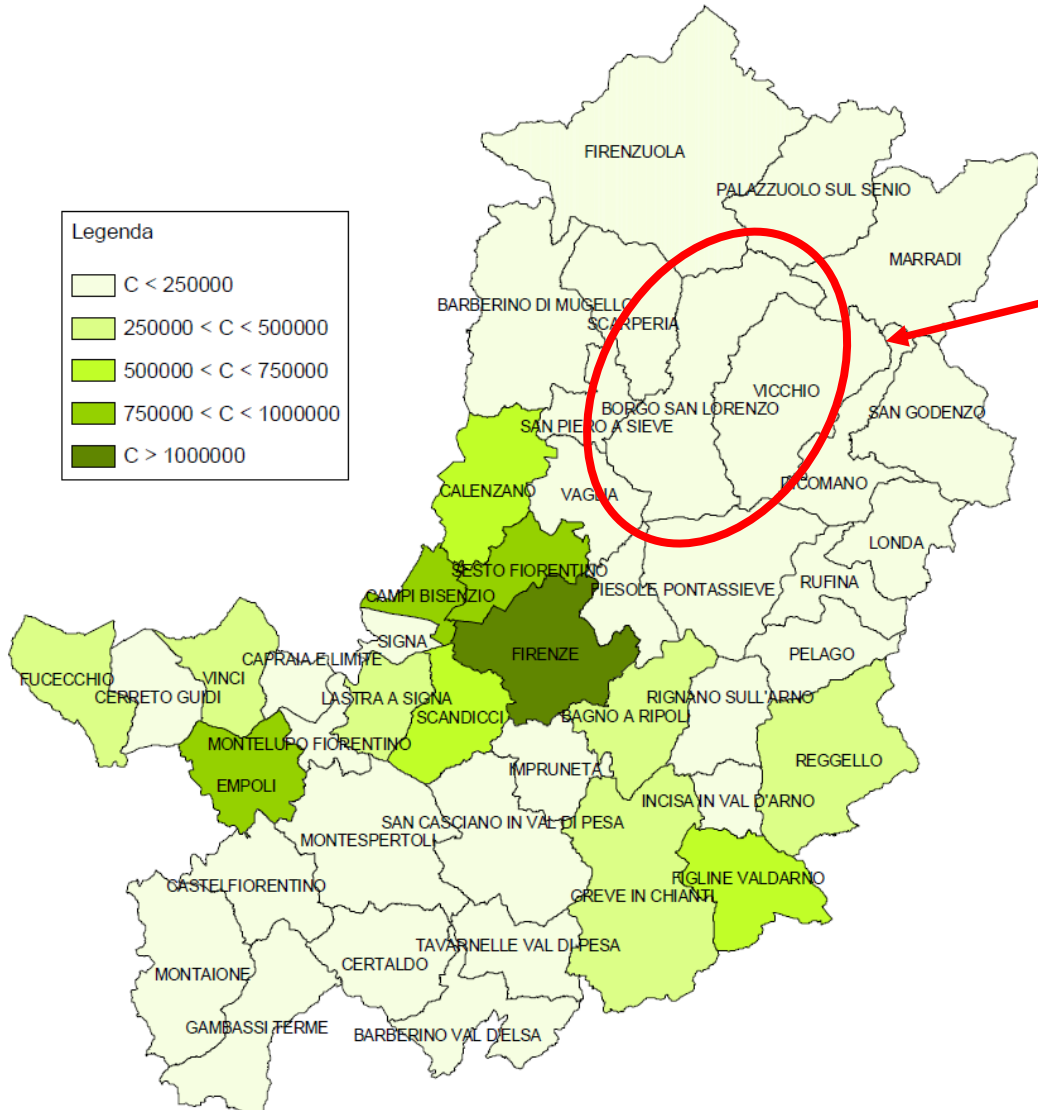 Legenda
C < 250000
250000 < C < 500000
500000 < C < 750000
750000 < C < 1000000
C > 1000000
FIRENZUOLA
PALAZZUOLO SUL SENIO
MARRADI
BARBERINO DI MUGELLO
SCARPERIA
VICCHIO
BORGO SAN LORENZO
SAN GODENZO
SAN PIERO A SIEVE
DICOMANO
CALENZANO
VAGLIA
LONDA
SESTO FIORENTINO
RUFINA
FIESOLE
PONTASSIEVE
CAMPI BISENZIO
SIGNA
FIRENZE
PELAGO
CAPRAIA E LIMITE
VINCI
FUCECCHIO
CERRETO GUIDI
LASTRA A SIGNA
RIGNANO SULL'ARNO
SCANDICCI
BAGNO A RIPOLI
MONTELUPO FIORENTINO
REGGELLO
IMPRUNETA
EMPOLI
INCISA IN VAL D'ARNO
SAN CASCIANO IN VAL DI PESA
MONTESPERTOLI
FIGLINE VALDARNO
CASTELFIORENTINO
GREVE IN CHIANTI
TAVARNELLE VAL DI PESA
CERTALDO
MONTAIONE
GAMBASSI TERME
BARBERINO VAL D'ELSA